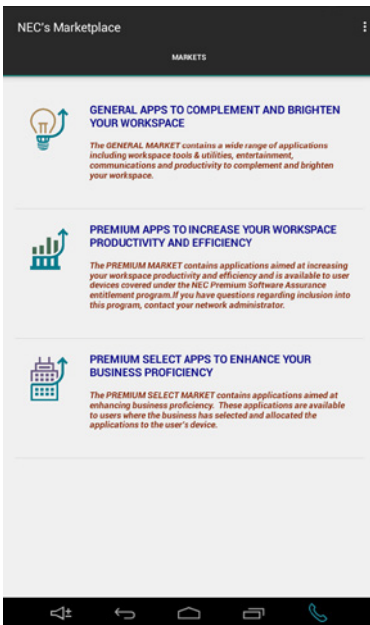 NEC's Marketplace
MARKETS
GENERAL APPS TO COMPLEMENT AND BRIGHTEN
YOUR WORKSPACE
The GENERAL MARKET contains a wide range of applications
including workspace tools & utilities, entertainment,
communications and productivity to complement and brighten
your workspace.
PREMIUM APPS TO INCREASE YOUR WORKSPACE
PRODUCTIVITY AND EFFICIENCY
The PREMIUM MARKET contains applications aimed at increasing
your workspace productivity and efficiency and is available to user
devices covered under the NEC Premium Software Assurance
entitlement program.If you have questions regarding inclusion into
this program, contact your network administrator.
PREMIUM SELECT APPS TO ENHANCE YOUR
BUSINESS PROFICIENCY
The PREMIUM SELECT MARKET contains applications aimed at
enhancing business proficiency. These applications are available
to users where the business has selected and allocated the
applications to the user's device.